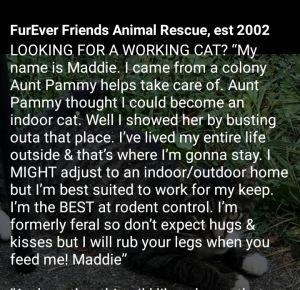 FurEver Friends Animal Rescue, est 2002
LOOKING FOR A WORKING CAT? “My
name is Maddie. I came from a colony
Aunt Pammy helps take care of. Aunt
Pammy thought I could become an
indoor cat. Well I showed her by busting
outa that place. I’ve lived my entire life
outside & that’s where I’m gonna stay. I
MIGHT adjust to an indoor/outdoor home
but I’m best suited to work for my keep.
I’m the BEST at rodent control. I’m
formerly feral so don’t expect hugs &
kisses but I will rub your legs when you
feed me! Maddie”